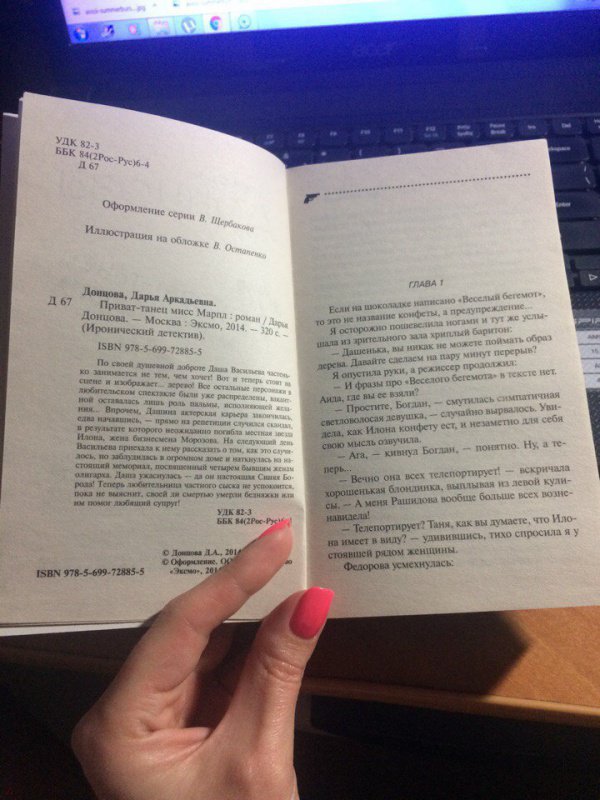 УДК 82-3
ББК 84(2Рос-Рус)6-4
Д 67
Оформление серии В. Щербакова
Иллюстрация на обложке В. Остапенко
Донцова, Дарья Аркадьевна.
Д 67 Приват-танец мисс Марпл : роман / Дарья
Донцова. — Москва : Эксмо, 2014. — 320 с. —
(Иронический детектив).
ISBN 978-5-699-72885-5
По своей душевной доброте Даша Васильева частень-
ко занимается не тем, чем хочет! Вот и теперь стоит на
сцене и изображает... дерево! Все остальные персонажи в
любительском спектакле были уже распределены, вакант-
ной оставалась лишь роль пальмы, исполненной жела-
ния... Впрочем, Дашина актерская карьера закончилась,
едва начавшись, — прямо на репетиции случился скандал,
в результате которого неожиданно погибла местная звезда
Илона, жена бизнесмена Морозова. На следующий день
Васильева приехала к нему рассказать о том, как это случи-
лось, но заблудилась в огромном доме и наткнулась на на-
стоящий мемориал, посвященный четырем бывшим женам
олигарха. Даша ужаснулась — да он настоящая Синяя Бо-
рода! Теперь любительница частного сыска не успокоится,
пока не выяснит, своей ли смертью умерли бедняжки или
им помог любящий супруг!
УДК 82-3
ББК 84(2Рос-Рус)6-4
© Донцова Д.А., 2014
© Оформление. ОО
«Эксмо», 2014
ISBN 978-5-699-72885-5
ГЛАВА 1
Если на шоколадке написано «Веселый бегемот»,
то это не название конфеты, а предупреждение...
Я осторожно пошевелила ногами и тут же услы-
шала из зрительного зала хриплый баритон:
— Дашенька, вы никак не можете поймать образ
дерева. Давайте сделаем на пару минут перерыв?
Я опустила руки, а режиссер продолжил:
— И фразы про «Веселого бегемота» в тексте нет.
Аида, где вы ее взяли?
— Простите, Богдан, — смутилась симпатичная
светловолосая девушка, — случайно вырвалось. Уви-
дела, как Илона конфету ест, и незаметно для себя
свою мысль озвучила.
— Ага, — кивнул Богдан, — понятно. Ну, а те-
перь...
— Вечно она всех телепортирует! — вскричала
хорошенькая блондинка, выплывая из левой кули-
сы. — А меня Рашидова вообще больше всех возне-
навидела!
— Телепортирует? Таня, как вы думаете, что Ило-
на имеет в виду? — удивившись, тихо спросила я у
стоявшей рядом женщины.
Федорова усмехнулась:
acer